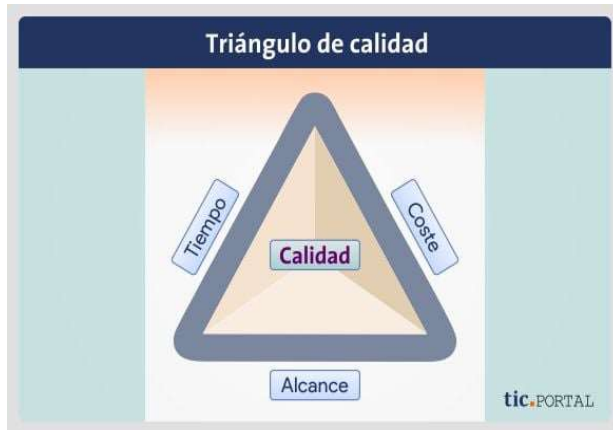 Triángulo de calidad
Tiempo
Coste
Calidad
Alcance
tic.PORTAL